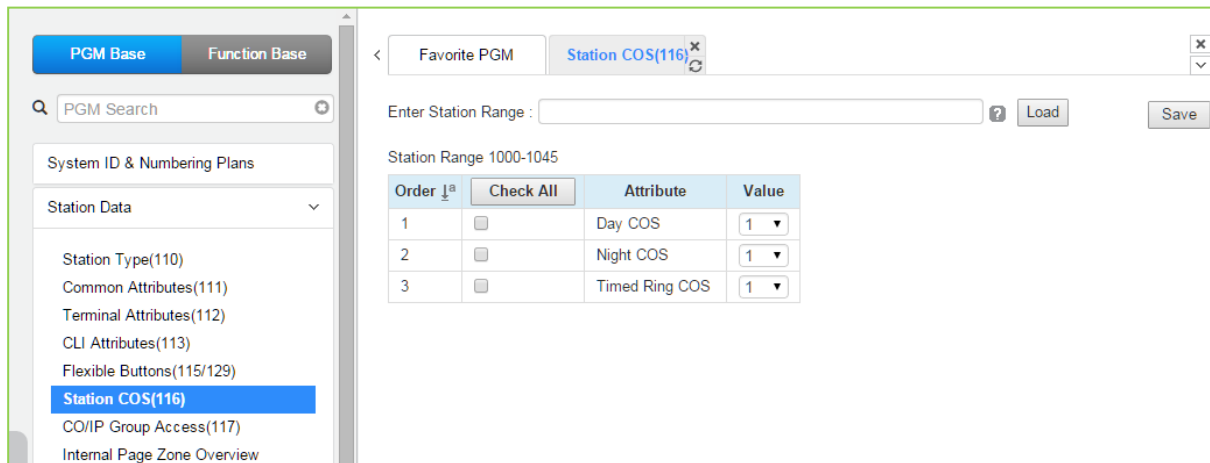 PGM Base Function Base
PGM Search
System ID & Numbering Plans
Station Data
Station Type(110)
Common Attributes(111)
Terminal Attributes(112)
CLI Attributes(113)
Flexible Buttons(115/129)
Station COS(116)
CO/IP Group Access(117)
Internal Page Zone Overview
Favorite PGM Station COS(116)
Enter Station Range : ? Load Save
Station Range 1000-1045
Order Check All Attribute Value
1 Day COS 1
2 Night COS 1
3 Timed Ring COS 1